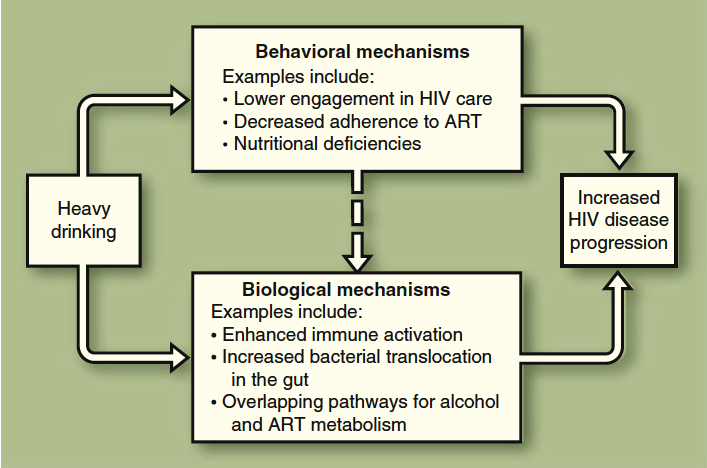 Behavioral mechanisms
Examples include:
• Lower engagement in HIV care
• Decreased adherence to ART
• Nutritional deficiencies
Heavy
drinking
Increased
HIV disease
progression
Biological mechanisms
Examples include:
• Enhanced immune activation
• Increased bacterial translocation
in the gut
• Overlapping pathways for alcohol
and ART metabolism